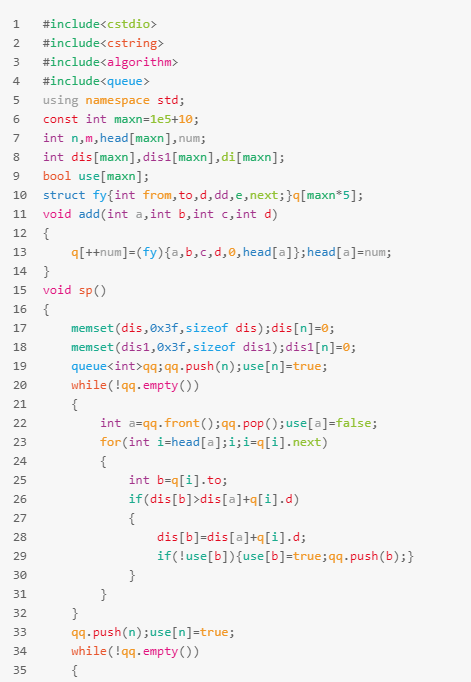 1 #include<cstdio>
2 #include<cstring>
3 #include<algorithm>
4 #include<queue>
5 using namespace std;
6 const int maxn=1e5+10;
7 int n,m,head[maxn],num;
8 int dis[maxn],dis1[maxn],di[maxn];
9 bool use[maxn];
10 struct fy{int from,to,d,dd,e,next;}q[maxn*5];
11 void add(int a,int b,int c,int d)
12 {
13     q[++num]=(fy){a,b,c,d,0,head[a]};head[a]=num;
14 }
15 void sp()
16 {
17     memset(dis,0x3f,sizeof dis);dis[n]=0;
18     memset(dis1,0x3f,sizeof dis1);dis1[n]=0;
19     queue<int>qq;qq.push(n);use[n]=true;
20     while(!qq.empty())
21     {
22         int a=qq.front();qq.pop();use[a]=false;
23         for(int i=head[a];i;i=q[i].next)
24         {
25             int b=q[i].to;
26             if(dis[b]>dis[a]+q[i].d)
27             {
28                 dis[b]=dis[a]+q[i].d;
29                 if(!use[b]){use[b]=true;qq.push(b);}
30             }
31         }
32     }
33     qq.push(n);use[n]=true;
34     while(!qq.empty())
35     {